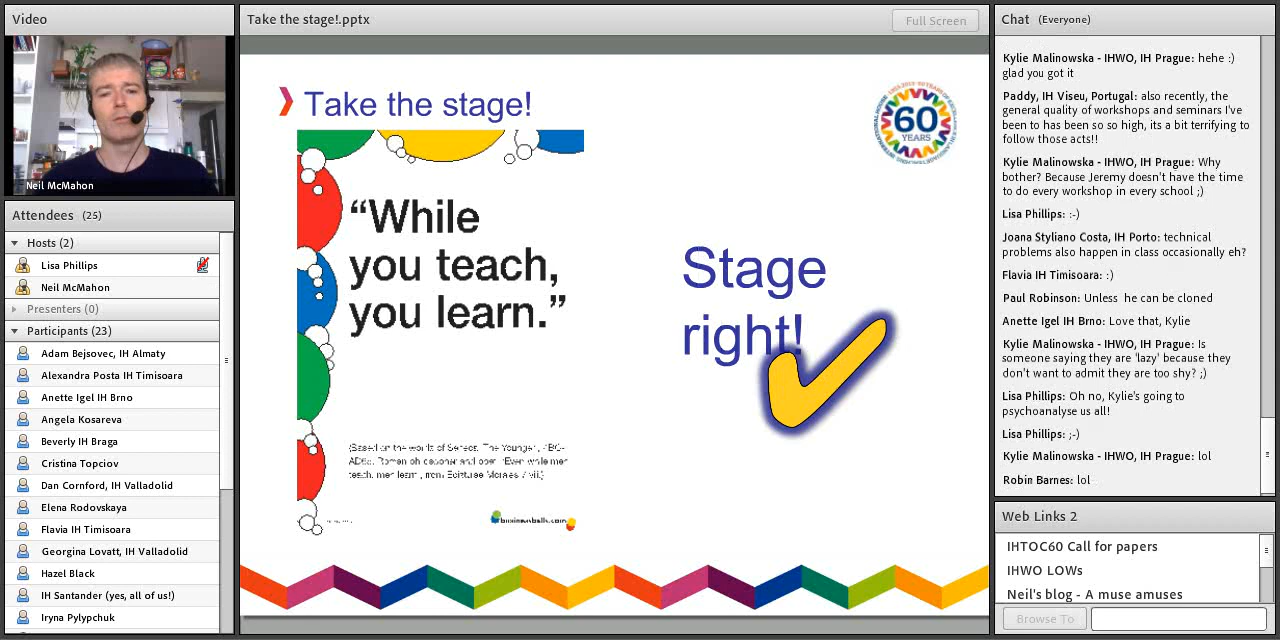 Video
Neil McMahon
Attendees (25)
Hosts (2)
Lisa Phillips
Neil McMahon
Presenters (0)
Participants (23)
Adam Bejsovec, IH Almaty
Alexandra Posta IH Timisoara
Anette Igel IH Brno
Angela Kosareva
Beverly IH Braga
Cristina Topciov
Dan Cornford, IH Valladolid
Elena Rodovskaya
Flavia IH Timisoara
Georgina Lovatt, IH Valladolid
Hazel Black
IH Santander (yes, all of us!)
Iryna Pylypchuk
Take the stage!.pptx
Full Screen
Take the stage!
60
YEARS
“While
you teach,
you learn.”
Stage
right!
businessballs.com
Chat (Everyone)
Kylie Malinowska - IHWO, IH Prague: hehe :)
glad you got it
Paddy, IH Viseu, Portugal: also recently, the
general quality of workshops and seminars I've
been to has been so so high, its a bit terrifying to
follow those acts!!
Kylie Malinowska - IHWO, IH Prague: Why
bother? Because Jeremy doesn't have the time
to do every workshop in every school ;)
Lisa Phillips: :-)
Joana Styliano Costa, IH Porto: technical
problems also happen in class occasionally eh?
Flavia IH Timisoara: :)
Paul Robinson: Unless he can be cloned
Anette Igel IH Brno: Love that, Kylie
Kylie Malinowska - IHWO, IH Prague: Is
someone saying they are 'lazy' because they
don't want to admit they are too shy? ;)
Lisa Phillips: Oh no, Kylie's going to
psychoanalyse us all!
Lisa Phillips: ;-)
Kylie Malinowska - IHWO, IH Prague: lol
Robin Barnes: lol
Web Links 2
IHTOC60 Call for papers
IHWO LOWs
Neil's blog - A muse amuses
Browse To